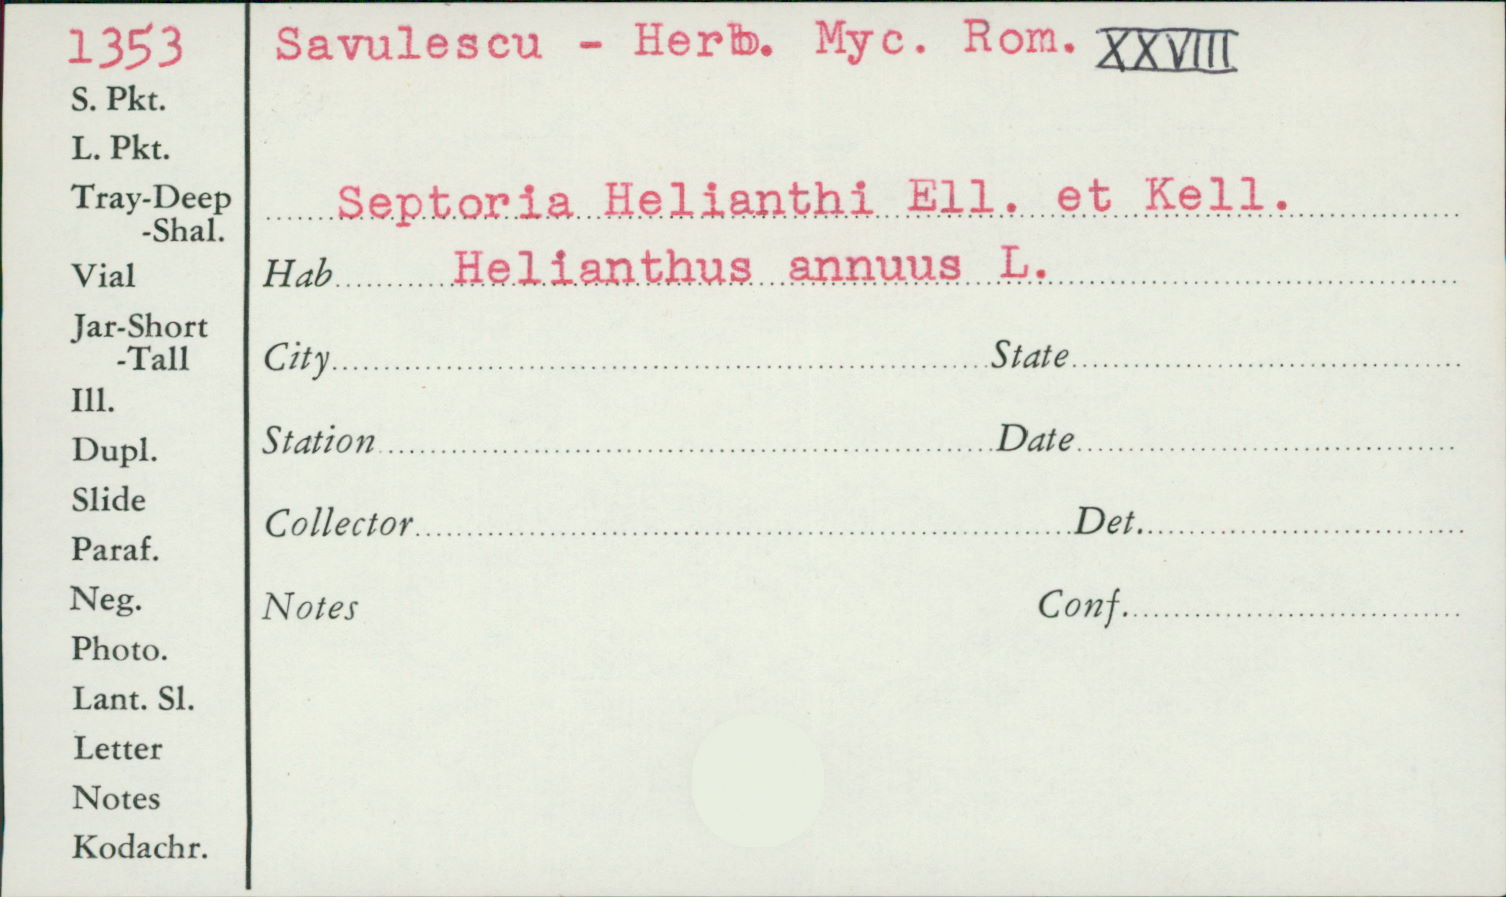 1353 Savulescu - Herb. Myc. Rom. XXVIII
S. Pkt.
L. Pkt.
Tray-Deep
-Shal.
Septoria Helianthi Ell. et Kell.
Vial
Hab Helianthus annuus L.
Jar-Short
-Tall
City State
Ill.
Dupl.
Station Date
Slide
Collector Det.
Paraf.
Neg.
Notes Conf.
Photo.
Lant. Sl.
Letter
Notes
Kodachr.